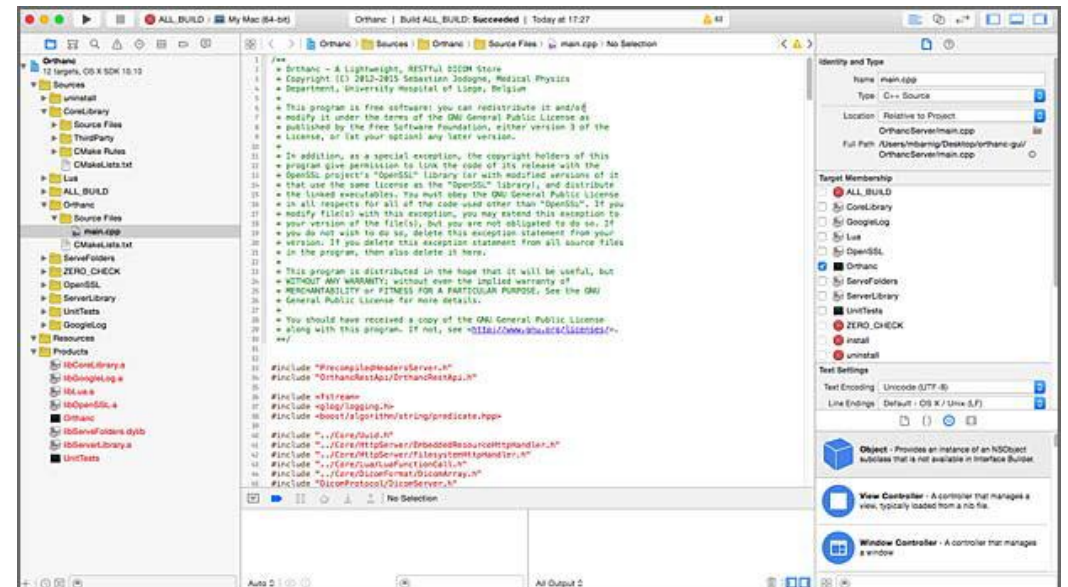 ALL_BUILD My Mac (64-bit)
Orthanc | Build ALL_BUILD: Succeeded | Today at 17:27
Orthanc Sources Orthanc Source Files main.cpp No Selection
Orthanc
12 targets, OS X SDK 10.10
Sources
uninstall
CoreLibrary
Source Files
ThirdParty
CMake Rules
CMakeLists.txt
Lua
ALL_BUILD
Orthanc
Source Files
main.cpp
CMakeLists.txt
ServeFolders
ZERO_CHECK
OpenSSL
ServerLibrary
UnitTests
GoogleLog
Resources
Products
libCoreLibrary.a
libGoogleLog.a
libLua.a
libOpenSSL.a
Orthanc
libServeFolders.dylib
libServerLibrary.a
UnitTests
/**
* Orthanc - A Lightweight, RESTful DICOM Store
* Copyright (C) 2012-2015 Sebastien Jodogne, Medical Physics
* Department, University Hospital of Liege, Belgium
*
* This program is free software: you can redistribute it and/or
* modify it under the terms of the GNU General Public License as
* published by the Free Software Foundation, either version 3 of the
* License, or (at your option) any later version.
*
* In addition, as a special exception, the copyright holders of this
* program give permission to link the code of its release with the
* OpenSSL project's "OpenSSL" library (or with modified versions of it
* that use the same license as the "OpenSSL" library), and distribute
* the linked executables. You must obey the GNU General Public License
* in all respects for all of the code used other than "OpenSSL". If you
* modify file(s) with this exception, you may extend this exception to
* your version of the file(s), but you are not obligated to do so. If
* you do not wish to do so, delete this exception statement from your
* version. If you delete this exception statement from all source files
* in the program, then also delete it here.
*
* This program is distributed in the hope that it will be useful, but
* WITHOUT ANY WARRANTY; without even the implied warranty of
* MERCHANTABILITY or FITNESS FOR A PARTICULAR PURPOSE. See the GNU
* General Public License for more details.
*
* You should have received a copy of the GNU General Public License
* along with this program. If not, see <http://www.gnu.org/licenses/>.
**/
#include "PrecompiledHeadersServer.h"
#include "OrthancRestApi/OrthancRestApi.h"
#include <fstream>
#include <glog/logging.h>
#include <boost/algorithm/string/predicate.hpp>
#include "../Core/Uuid.h"
#include "../Core/HttpServer/EmbeddedResourceHttpHandler.h"
#include "../Core/HttpServer/FilesystemHttpHandler.h"
#include "../Core/Lua/LuaFunctionCall.h"
#include "../Core/DicomFormat/DicomArray.h"
#include "DicomProtocol/DicomServer.h"
No Selection
Auto
All Output
Identity and Type
Name main.cpp
Type C++ Source
Location Relative to Project
OrthancServer/main.cpp
Full Path /Users/mbarnig/Desktop/orthanc-gui/
OrthancServer/main.cpp
Target Membership
ALL_BUILD
CoreLibrary
GoogleLog
Lua
OpenSSL
Orthanc
ServeFolders
ServerLibrary
UnitTests
ZERO_CHECK
install
uninstall
Text Settings
Text Encoding Unicode (UTF-8)
Line Endings Default - OS X / Unix (LF)
Object - Provides an instance of an NSObject
subclass that is not available in Interface Builder.
View Controller - A controller that manages a
view, typically loaded from a nib file.
Window Controller - A controller that manages
a window